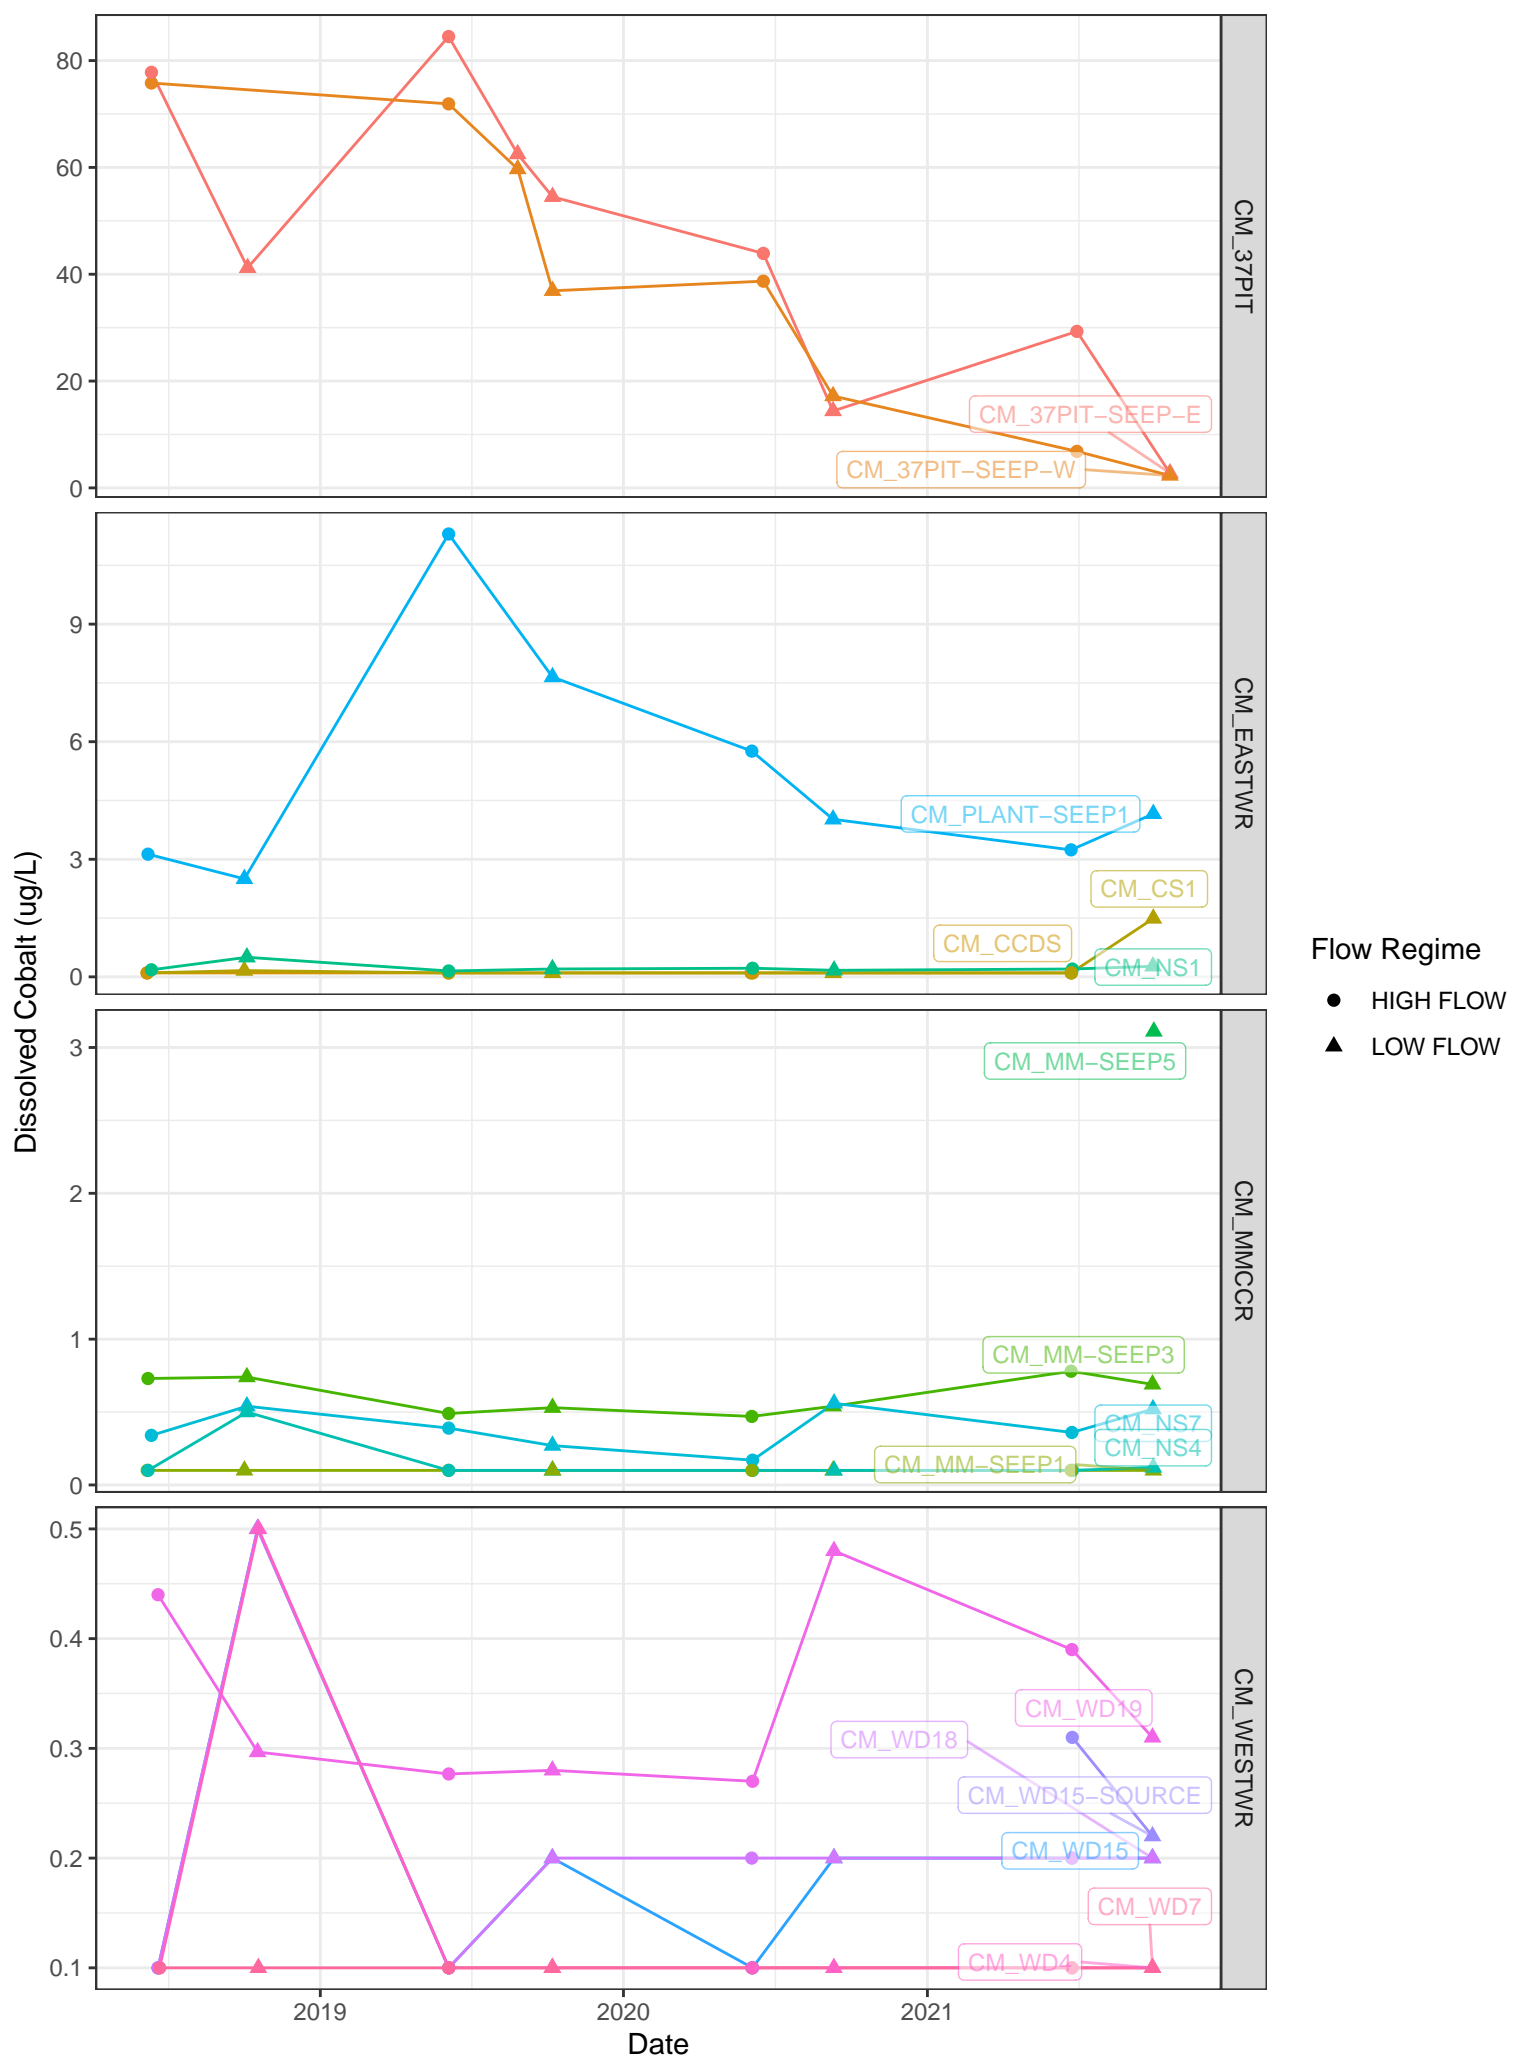 80
60
40
20
0
CM_37PIT−SEEP−E
CM_37PIT−SEEP−W
CM_37PIT
9
6
3
0
CM_PLANT−SEEP1
CM_CS1
CM_CCDS
CM_NS1
CM_EASTWR
3
2
1
0
CM_MM−SEEP5
CM_MM−SEEP3
CM_NS7
CM_NS4
CM_MM−SEEP1
CM_MMCCR
0.5
0.4
0.3
0.2
0.1
CM_WD19
CM_WD18
CM_WD15−SOURCE
CM_WD15
CM_WD7
CM_WD4
CM_WESTWR
2019
2020
2021
Date
Dissolved Cobalt (ug/L)
Flow Regime
HIGH FLOW
LOW FLOW